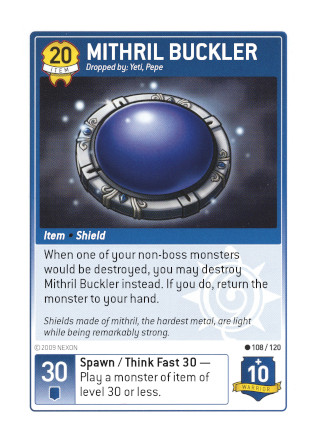 20
ITEM
MITHRIL BUCKLER
Dropped by: Yeti, Pepe
Item • Shield
When one of your non-boss monsters
would be destroyed, you may destroy
Mithril Buckler instead. If you do, return the
monster to your hand.
Shields made of mithril, the hardest metal, are light
while being remarkably strong.
©2009 NEXON
● 108 / 120
30
Spawn / Think Fast 30 —
Play a monster of item of
level 30 or less.
+
10
WARRIOR